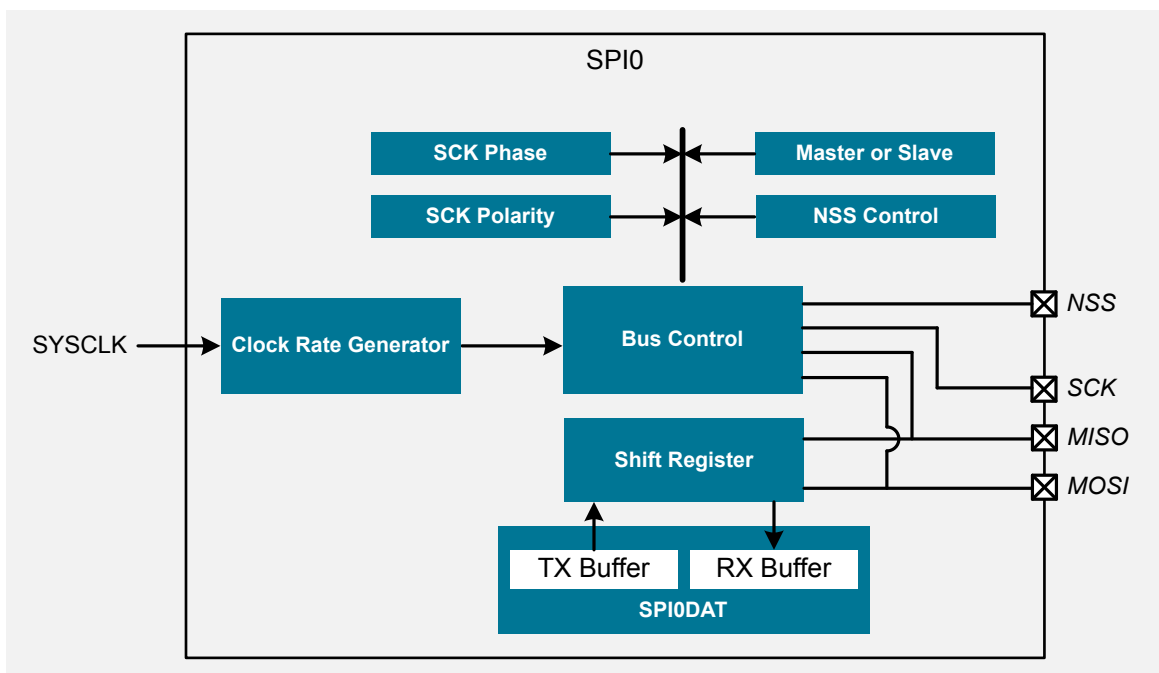 SPI0
SCK Phase
Master or Slave
SCK Polarity
NSS Control
SYSCLK
Clock Rate Generator
Bus Control
NSS
SCK
MISO
MOSI
Shift Register
TX Buffer
RX Buffer
SPI0DAT